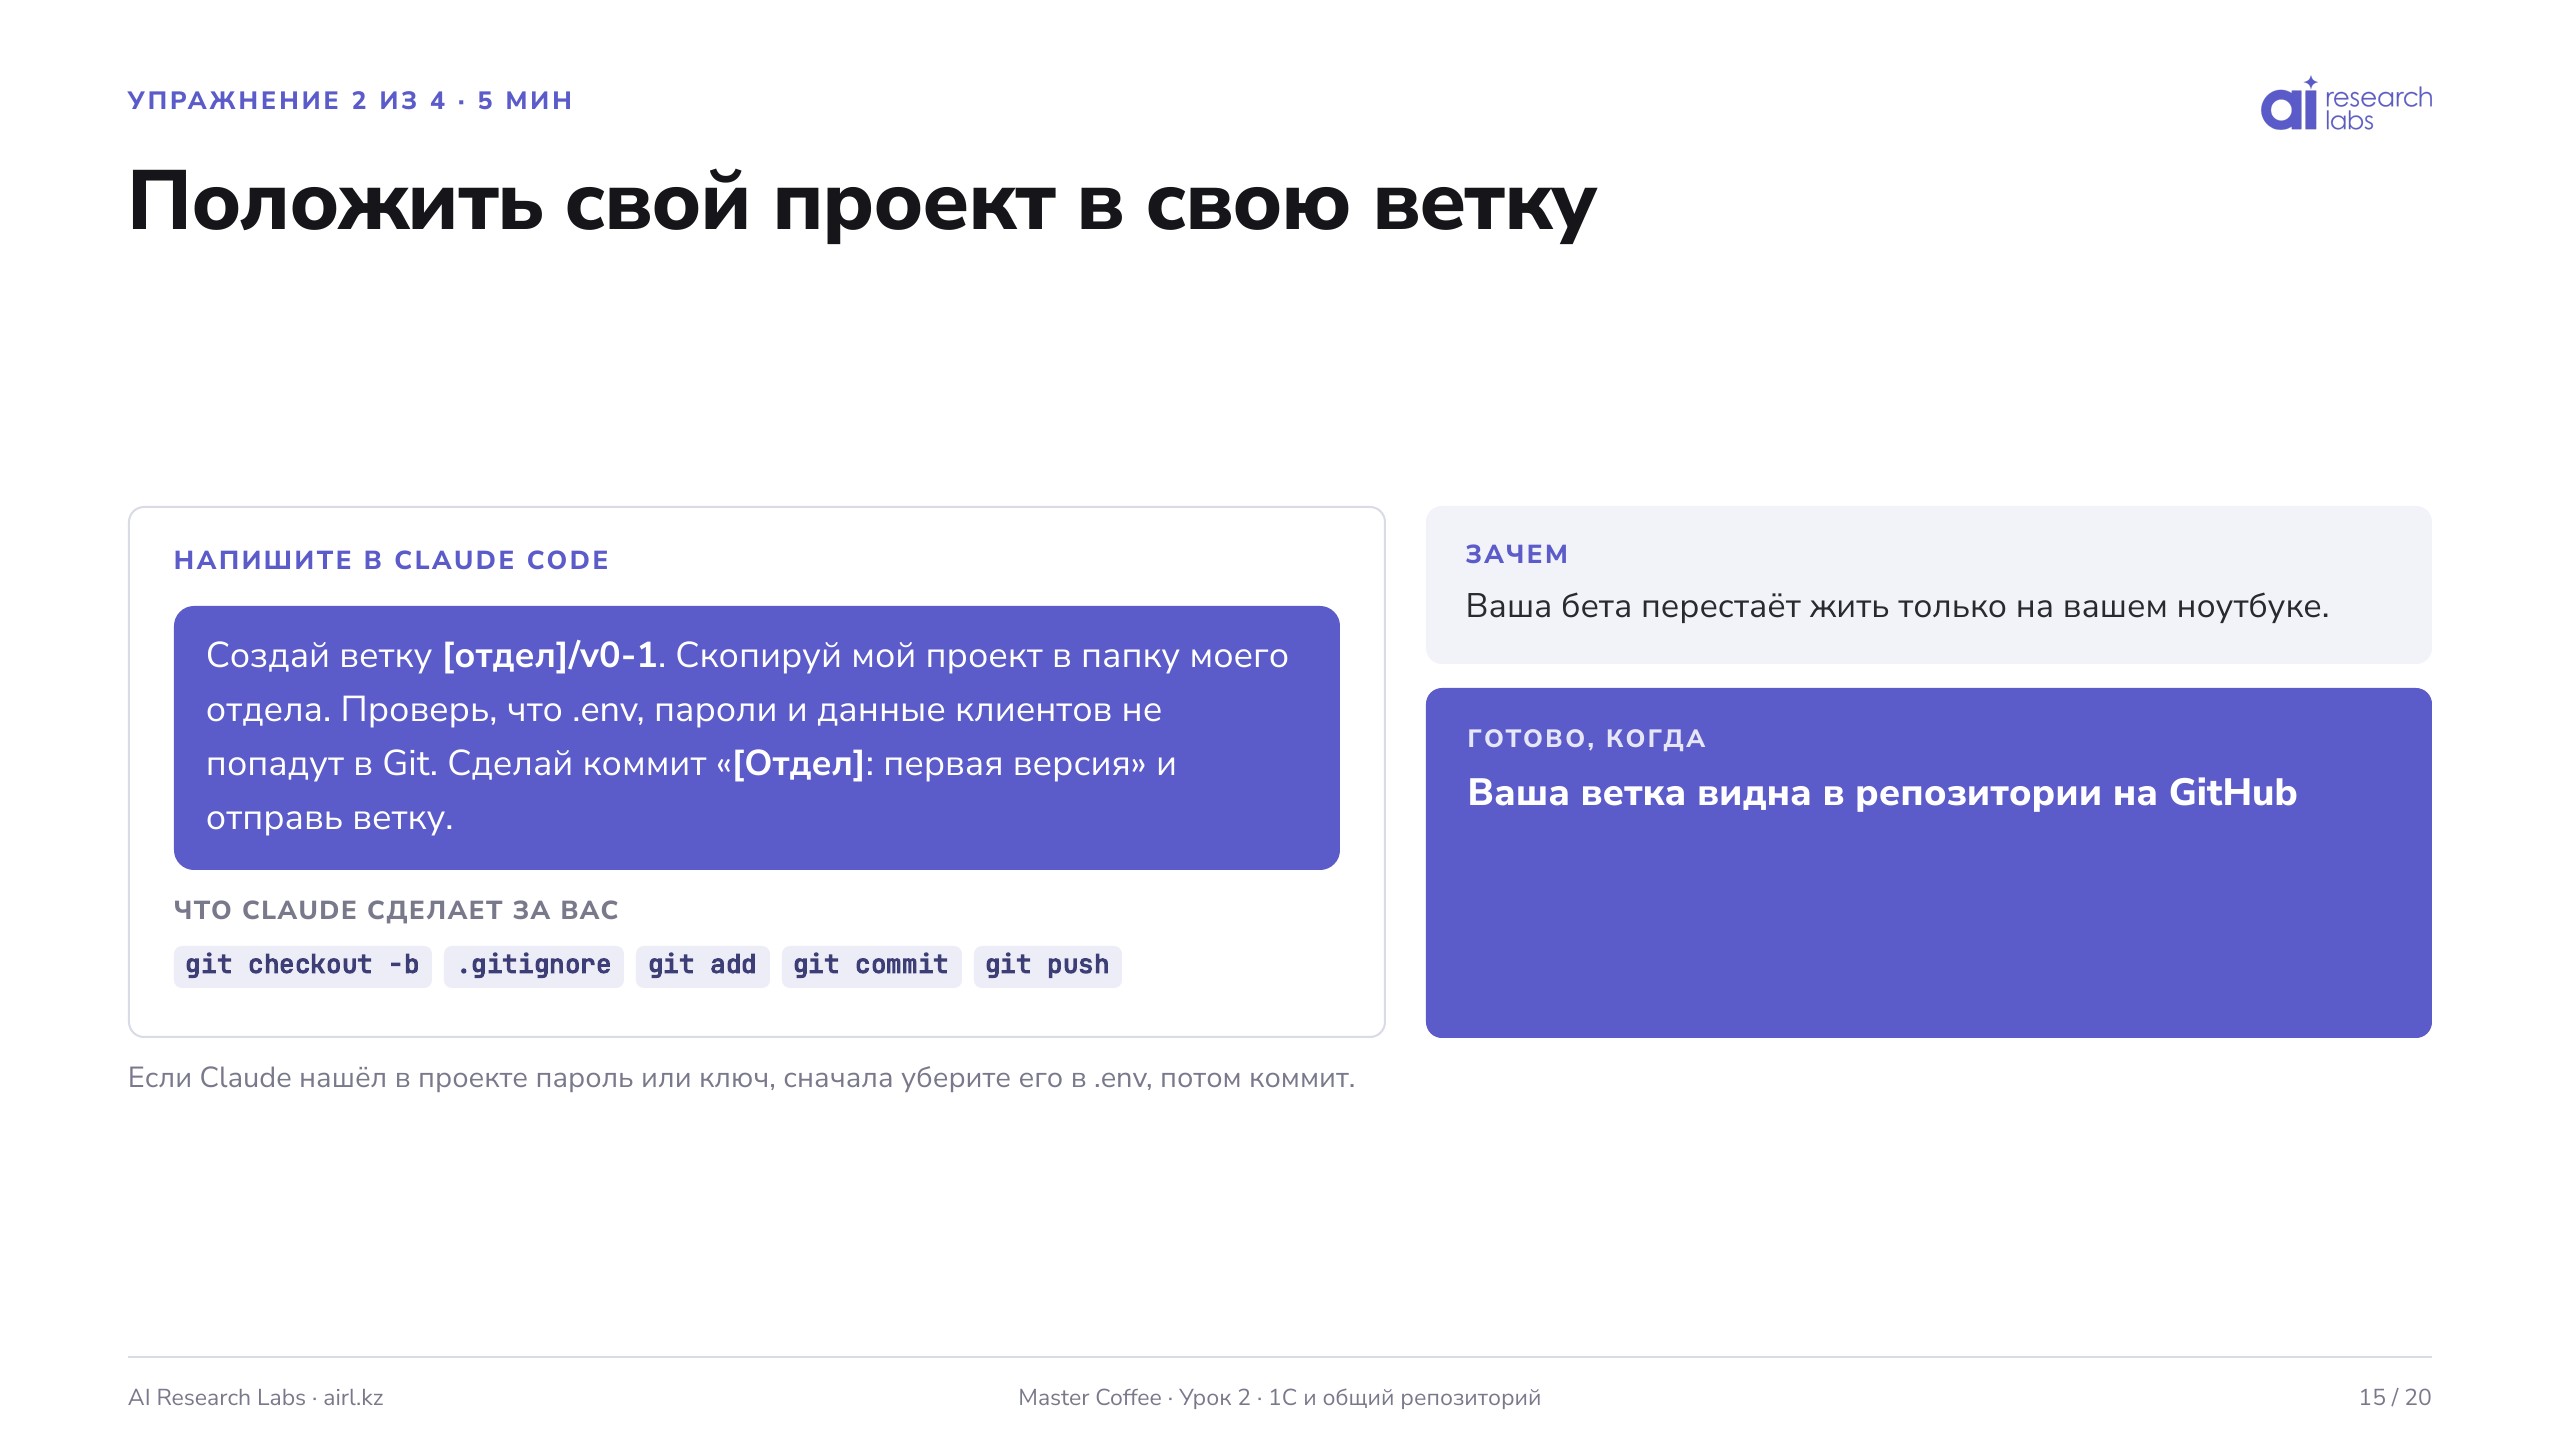 УПРАЖНЕНИЕ 2 ИЗ 4 · 5 МИН
ai research labs
Положить свой проект в свою ветку
НАПИШИТЕ В CLAUDE CODE
Создай ветку [отдел]/v0-1. Скопируй мой проект в папку моего
отдела. Проверь, что .env, пароли и данные клиентов не
попадут в Git. Сделай коммит «[Отдел]: первая версия» и
отправь ветку.
ЧТО CLAUDE СДЕЛАЕТ ЗА ВАС
git checkout -b .gitignore git add git commit git push
ЗАЧЕМ
Ваша бета перестаёт жить только на вашем ноутбуке.
ГОТОВО, КОГДА
Ваша ветка видна в репозитории на GitHub
Если Claude нашёл в проекте пароль или ключ, сначала уберите его в .env, потом коммит.
AI Research Labs · airl.kz
Master Coffee · Урок 2 · 1С и общий репозиторий
15 / 20